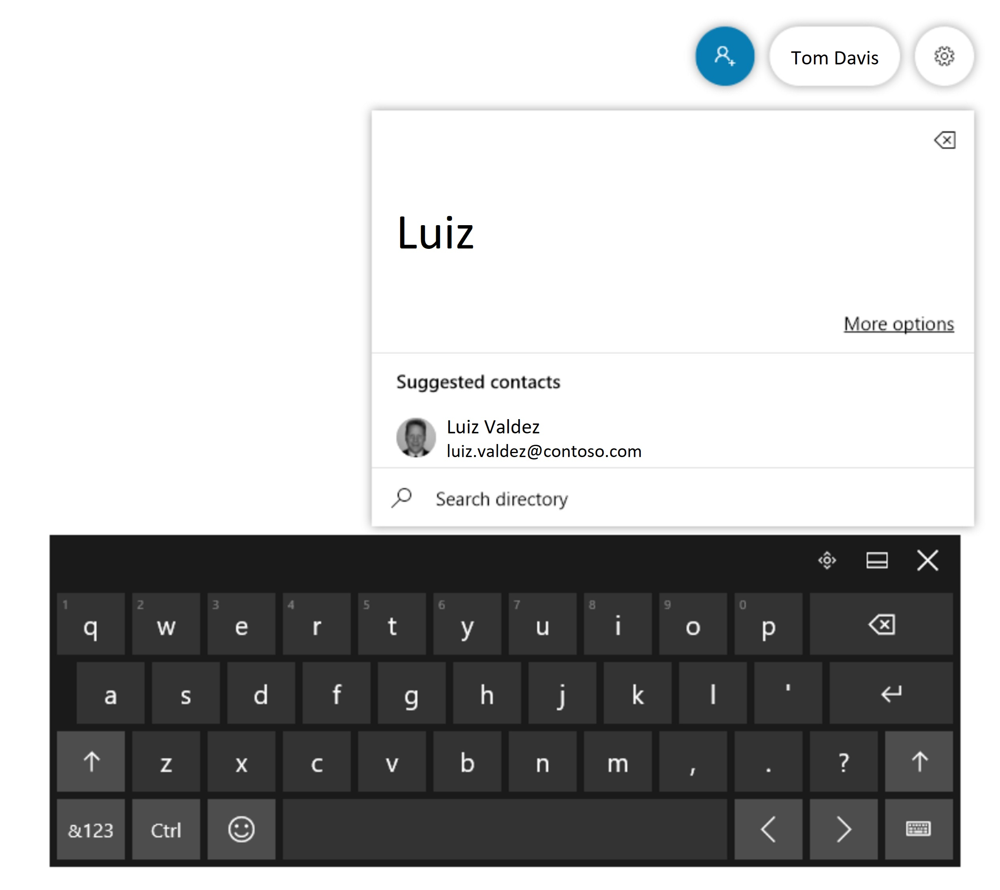 Tom Davis
Luiz
More options
Suggested contacts
Luiz Valdez
luiz.valdez@contoso.com
Search directory
1 2 3 4 5 6 7 8 9 0
q w e r t y u i o p
a s d f g h j k l '
z x c v b n m , . ?
&123 Ctrl